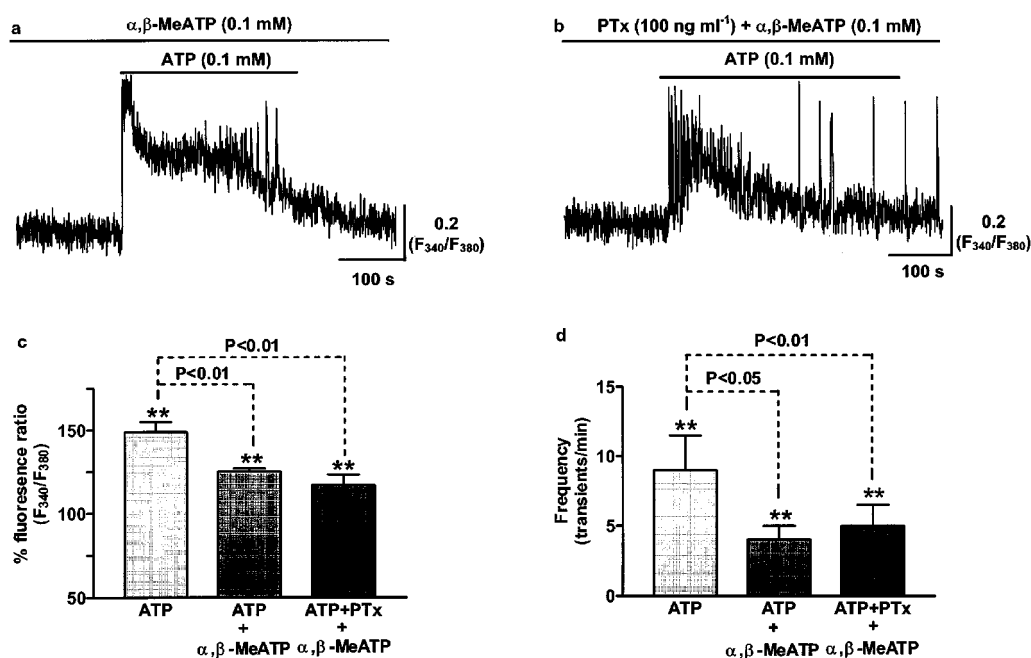 a
α,β-MeATP (0.1 mM)
ATP (0.1 mM)
0.2
(F340/F380)
100 s
b
PTx (100 ng ml-1) + α,β-MeATP (0.1 mM)
ATP (0.1 mM)
0.2
(F340/F380)
100 s
c
P<0.01
P<0.01
**
**
**
% fluoresence ratio
(F340/F380)
150
100
50
ATP
ATP
+
α,β-MeATP
ATP+PTx
+
α,β-MeATP
d
P<0.01
P<0.05
**
**
**
Frequency
(transients/min)
15
10
5
0
ATP
ATP
+
α,β-MeATP
ATP+PTx
+
α,β-MeATP